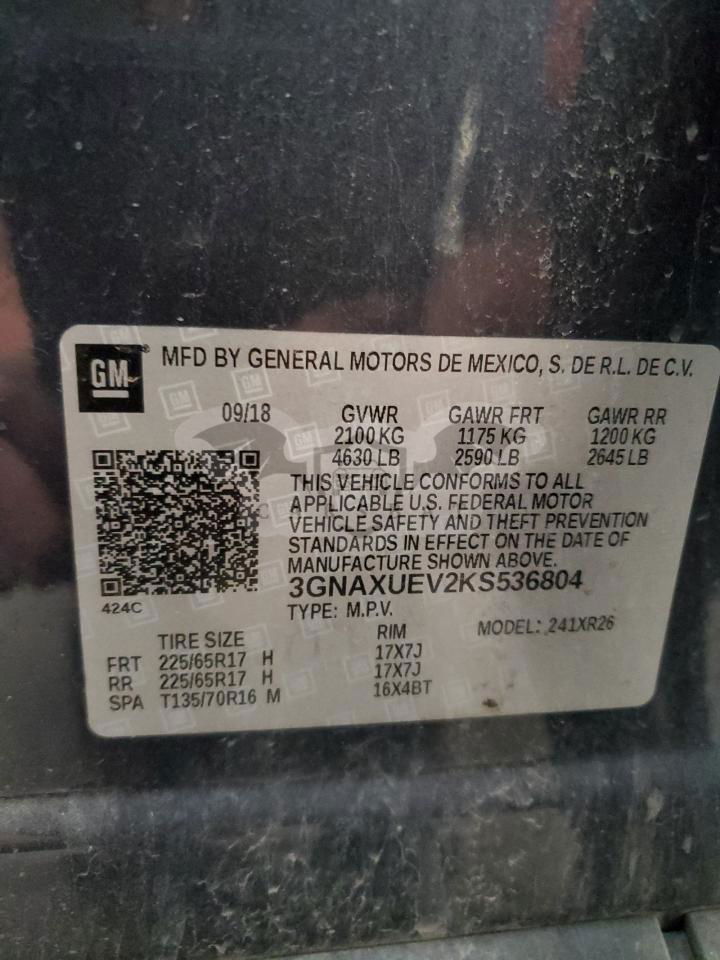 GM
MFD BY GENERAL MOTORS DE MEXICO, S. DE R.L. DE C.V.
09/18 GVWR GAWR FRT GAWR RR
2100 KG 1175 KG 1200 KG
4630 LB 2590 LB 2645 LB
THIS VEHICLE CONFORMS TO ALL
APPLICABLE U.S. FEDERAL MOTOR
VEHICLE SAFETY AND THEFT PREVENTION
STANDARDS IN EFFECT ON THE DATE OF
MANUFACTURE SHOWN ABOVE.
3GNAXUEV2KS536804
424C
TYPE: M.P.V.
MODEL: 241XR26
TIRE SIZE RIM
FRT 225/65R17 H 17X7J
RR 225/65R17 H 17X7J
SPA T135/70R16 M 16X4BT